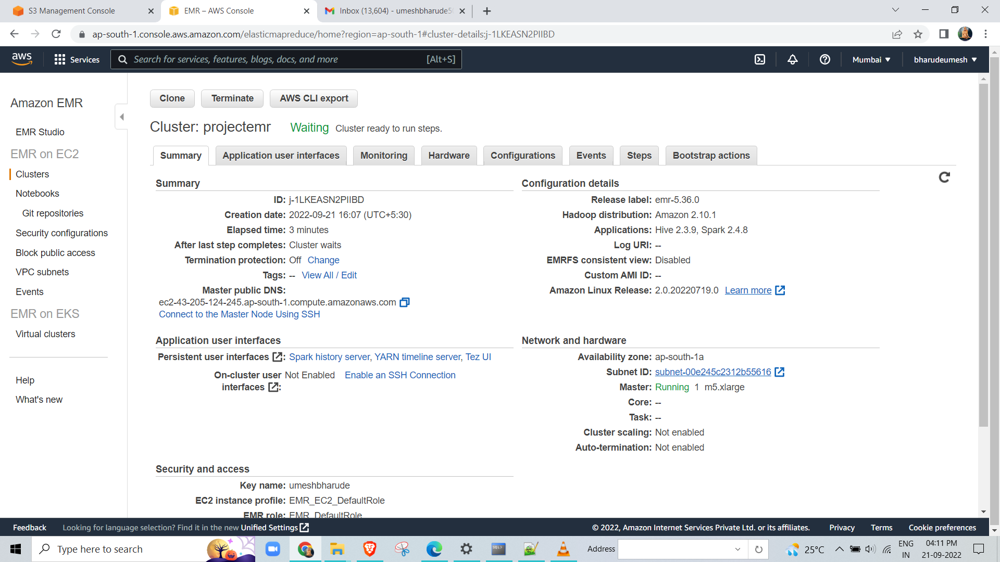 S3 Management Console
EMR – AWS Console
Inbox (13,604) - umeshbharude50
ap-south-1.console.aws.amazon.com/elasticmapreduce/home?region=ap-south-1#cluster-details:j-1LKEASN2PIIBD
aws
Services
Search for services, features, blogs, docs, and more
[Alt+S]
Mumbai
bharudeumesh
Amazon EMR
EMR Studio
EMR on EC2
Clusters
Notebooks
Git repositories
Security configurations
Block public access
VPC subnets
Events
EMR on EKS
Virtual clusters
Help
What's new
Clone
Terminate
AWS CLI export
Cluster: projectemr Waiting Cluster ready to run steps.
Summary
Application user interfaces
Monitoring
Hardware
Configurations
Events
Steps
Bootstrap actions
Summary
ID: j-1LKEASN2PIIBD
Creation date: 2022-09-21 16:07 (UTC+5:30)
Elapsed time: 3 minutes
After last step completes: Cluster waits
Termination protection: Off Change
Tags: -- View All / Edit
Master public DNS:
ec2-43-205-124-245.ap-south-1.compute.amazonaws.com
Connect to the Master Node Using SSH
Configuration details
Release label: emr-5.36.0
Hadoop distribution: Amazon 2.10.1
Applications: Hive 2.3.9, Spark 2.4.8
Log URI: --
EMRFS consistent view: Disabled
Custom AMI ID: --
Amazon Linux Release: 2.0.20220719.0 Learn more
Application user interfaces
Persistent user interfaces : Spark history server, YARN timeline server, Tez UI
On-cluster user Not Enabled Enable an SSH Connection
interfaces :
Network and hardware
Availability zone: ap-south-1a
Subnet ID: subnet-00e245c2312b55616
Master: Running 1 m5.xlarge
Core: --
Task: --
Cluster scaling: Not enabled
Auto-termination: Not enabled
Security and access
Key name: umeshbharude
EC2 instance profile: EMR_EC2_DefaultRole
EMR role: EMR_DefaultRole
Feedback
Looking for language selection? Find it in the new Unified Settings
© 2022, Amazon Internet Services Private Ltd. or its affiliates.
Privacy
Terms
Cookie preferences
Type here to search
SQL>
Address
25°C
ENG
IN
04:11 PM
21-09-2022